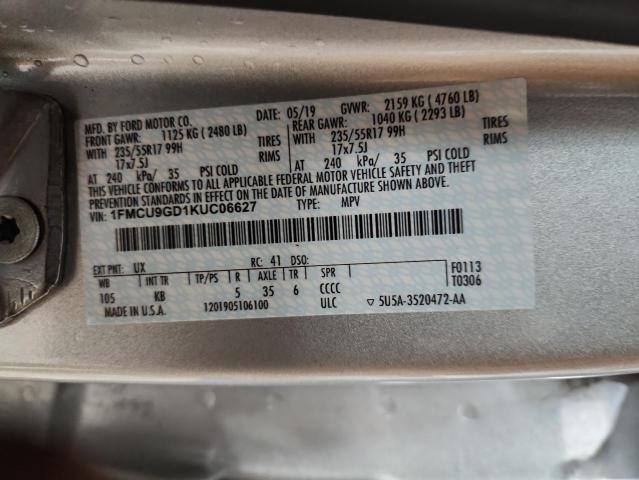 MFD. BY FORD MOTOR CO. DATE: 05/19 GVWR: 2159 KG ( 4760 LB)
FRONT GAWR: 1125 KG ( 2480 LB) REAR GAWR: 1040 KG ( 2293 LB)
WITH 235/55R17 99H TIRES WITH 235/55R17 99H TIRES
17x7.5J RIMS 17x7.5J RIMS
AT 240 kPa/ 35 PSI COLD AT 240 kPa/ 35 PSI COLD
THIS VEHICLE CONFORMS TO ALL APPLICABLE FEDERAL MOTOR VEHICLE SAFETY AND THEFT
PREVENTION STANDARDS IN EFFECT ON THE DATE OF MANUFACTURE SHOWN ABOVE.
VIN: 1FMCU9GD1KUC06627 TYPE: MPV
EXT PNT: UX RC: 41 DSO: F0113
WB INT TR TP/PS R AXLE TR SPR T0306
105 KB 5 35 6 CCCC
MADE IN U.S.A. 1201905106100 ULC ▽ 5U5A-3520472-AA